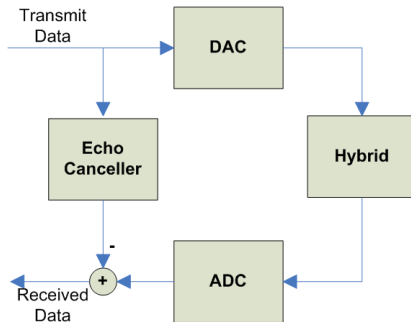 Transmit
Data
DAC
Echo
Canceller
Hybrid
-
+
ADC
Received
Data